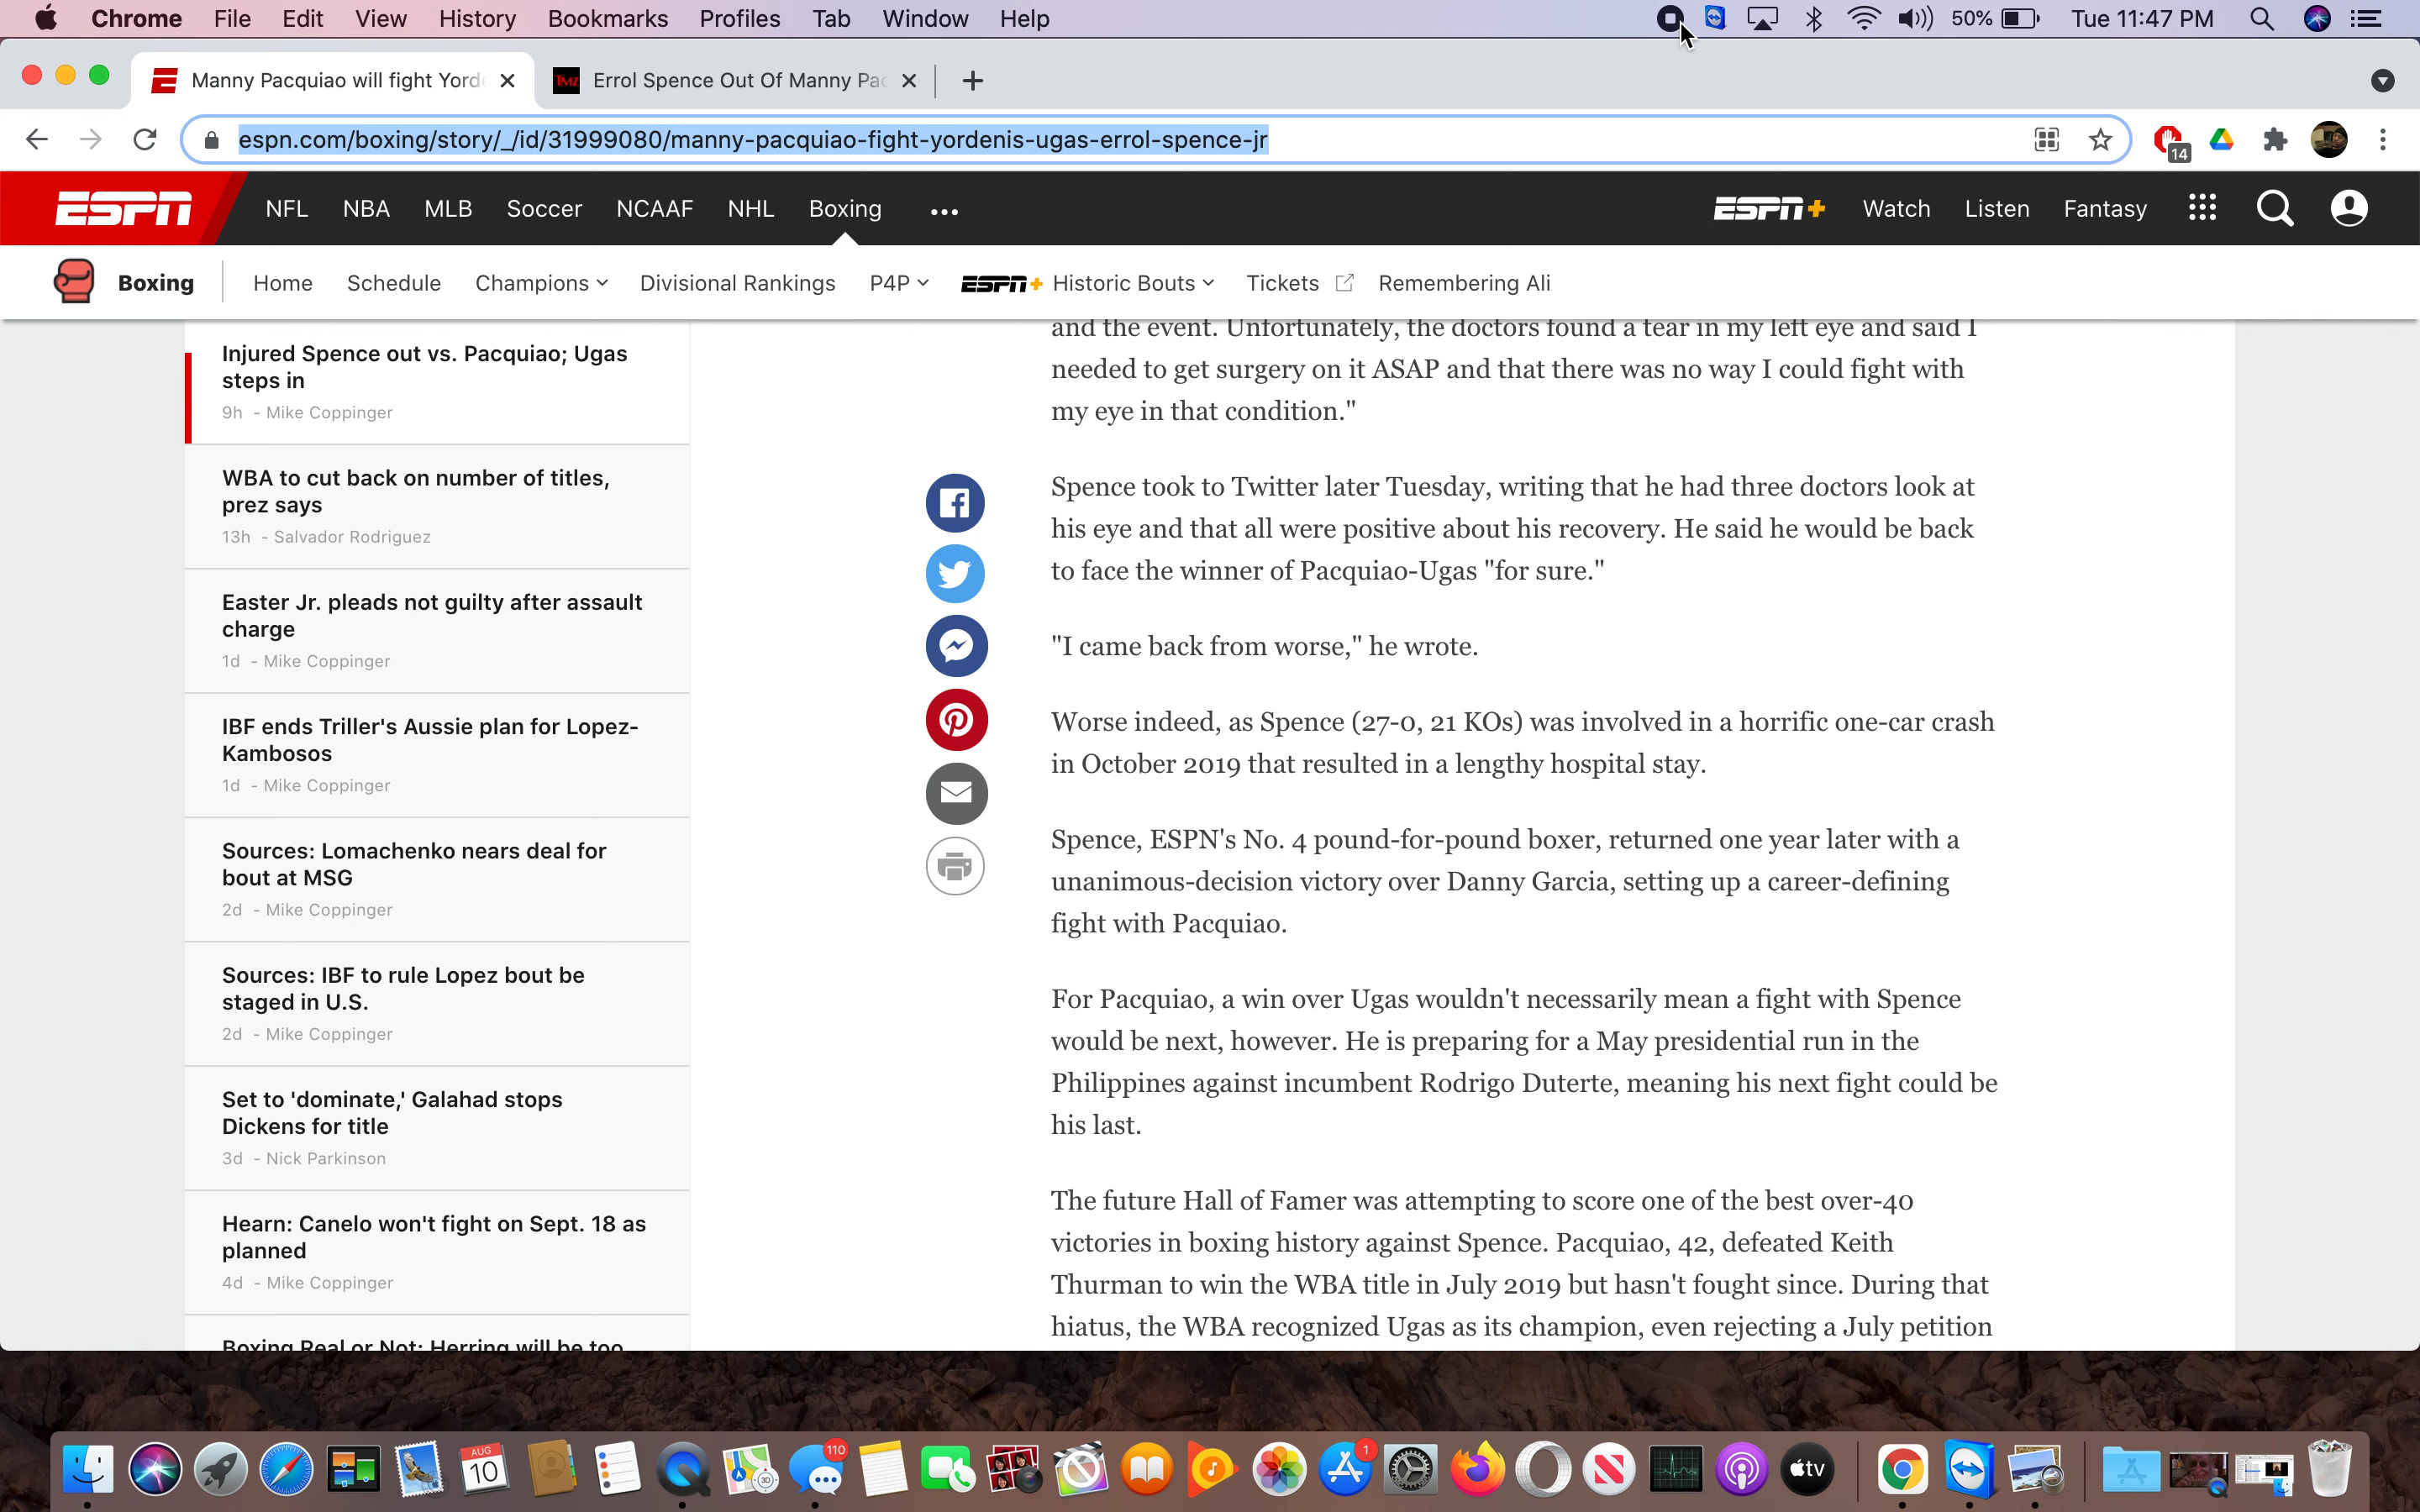 Chrome File Edit View History Bookmarks Profiles Tab Window Help 50% Tue 11:47 PM
Manny Pacquiao will fight Yord
TMZ Errol Spence Out Of Manny Pac
espn.com/boxing/story/_/id/31999080/manny-pacquiao-fight-yordenis-ugas-errol-spence-jr
14
ESPN NFL NBA MLB Soccer NCAAF NHL Boxing ... ESPN+ Watch Listen Fantasy
Boxing Home Schedule Champions Divisional Rankings P4P ESPN+ Historic Bouts Tickets Remembering Ali
Injured Spence out vs. Pacquiao; Ugas
steps in
9h - Mike Coppinger
WBA to cut back on number of titles,
prez says
13h - Salvador Rodriguez
Easter Jr. pleads not guilty after assault
charge
1d - Mike Coppinger
IBF ends Triller's Aussie plan for Lopez-
Kambosos
1d - Mike Coppinger
Sources: Lomachenko nears deal for
bout at MSG
2d - Mike Coppinger
Sources: IBF to rule Lopez bout be
staged in U.S.
2d - Mike Coppinger
Set to 'dominate,' Galahad stops
Dickens for title
3d - Nick Parkinson
Hearn: Canelo won't fight on Sept. 18 as
planned
4d - Mike Coppinger
Boxing Real or Not: Herring will be too
and the event. Unfortunately, the doctors found a tear in my left eye and said I
needed to get surgery on it ASAP and that there was no way I could fight with
my eye in that condition."
Spence took to Twitter later Tuesday, writing that he had three doctors look at
his eye and that all were positive about his recovery. He said he would be back
to face the winner of Pacquiao-Ugas "for sure."
"I came back from worse," he wrote.
Worse indeed, as Spence (27-0, 21 KOs) was involved in a horrific one-car crash
in October 2019 that resulted in a lengthy hospital stay.
Spence, ESPN's No. 4 pound-for-pound boxer, returned one year later with a
unanimous-decision victory over Danny Garcia, setting up a career-defining
fight with Pacquiao.
For Pacquiao, a win over Ugas wouldn't necessarily mean a fight with Spence
would be next, however. He is preparing for a May presidential run in the
Philippines against incumbent Rodrigo Duterte, meaning his next fight could be
his last.
The future Hall of Famer was attempting to score one of the best over-40
victories in boxing history against Spence. Pacquiao, 42, defeated Keith
Thurman to win the WBA title in July 2019 but hasn't fought since. During that
hiatus, the WBA recognized Ugas as its champion, even rejecting a July petition
AUG
10
3D
110
1
tv